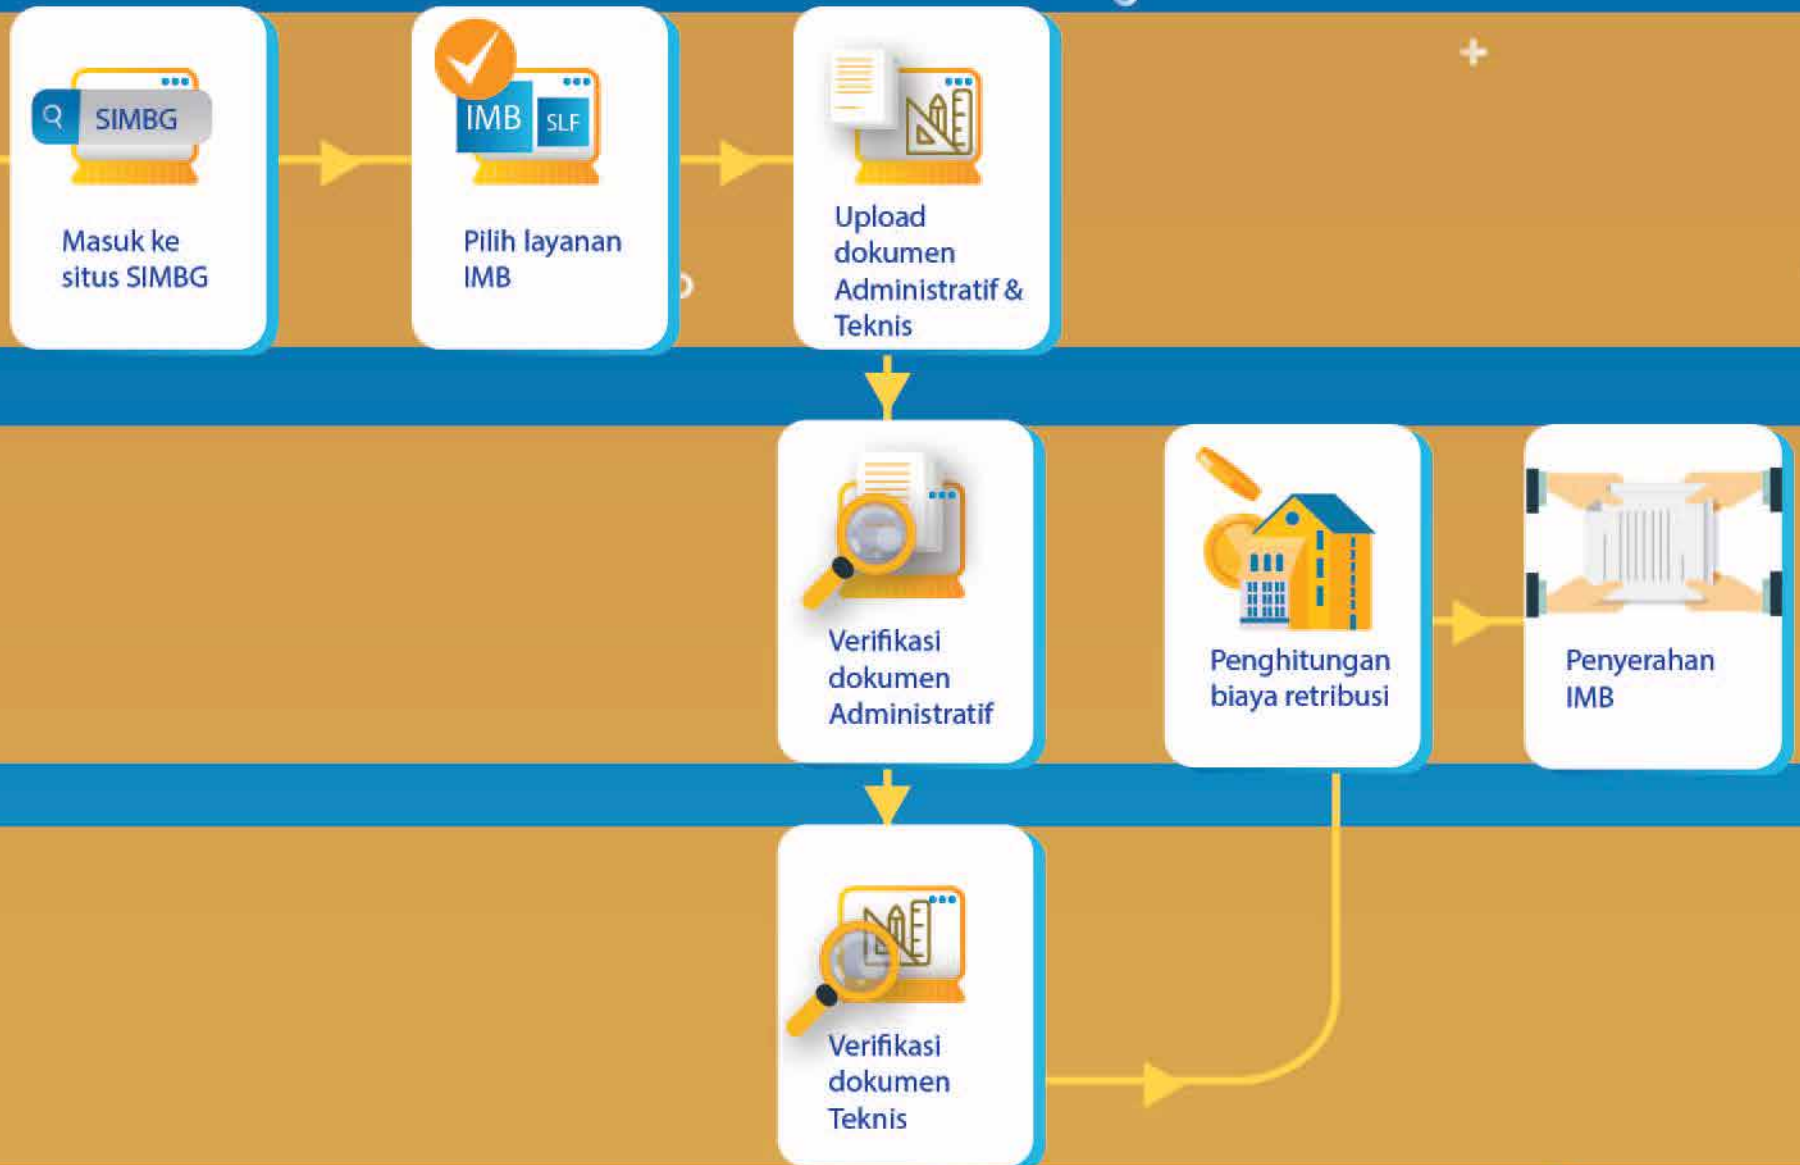 SIMBG
Masuk ke
situs SIMBG
IMB
SLF
Pilih layanan
IMB
Upload
dokumen
Administratif &
Teknis
Verifikasi
dokumen
Administratif
Verifikasi
dokumen
Teknis
Penghitungan
biaya retribusi
Penyerahan
IMB